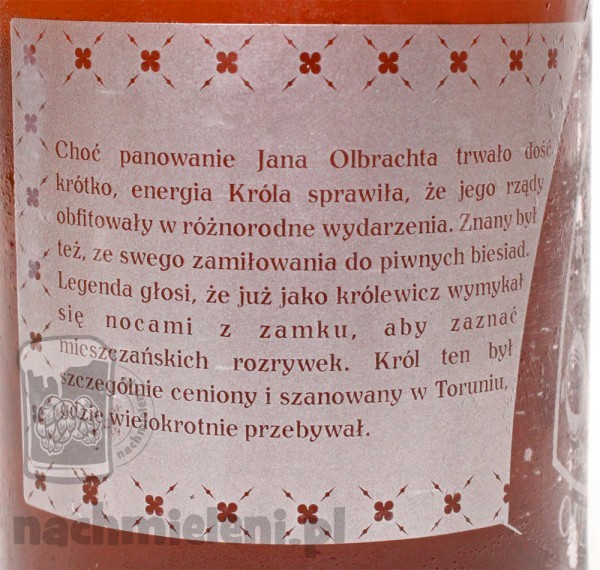 Choć panowanie Jana Olbrachta trwało dość
krótko, energia Króla sprawiła, że jego rządy
obfitowały w różnorodne wydarzenia. Znany był
też, ze swego zamiłowania do piwnych biesiad.
Legenda głosi, że już jako królewicz wymykał
się nocami z zamku, aby zaznać
mieszczańskich rozrywek. Król ten był
szczególnie ceniony i szanowany w Toruniu,
gdzie wielokrotnie przebywał.
nachmieleni.pl